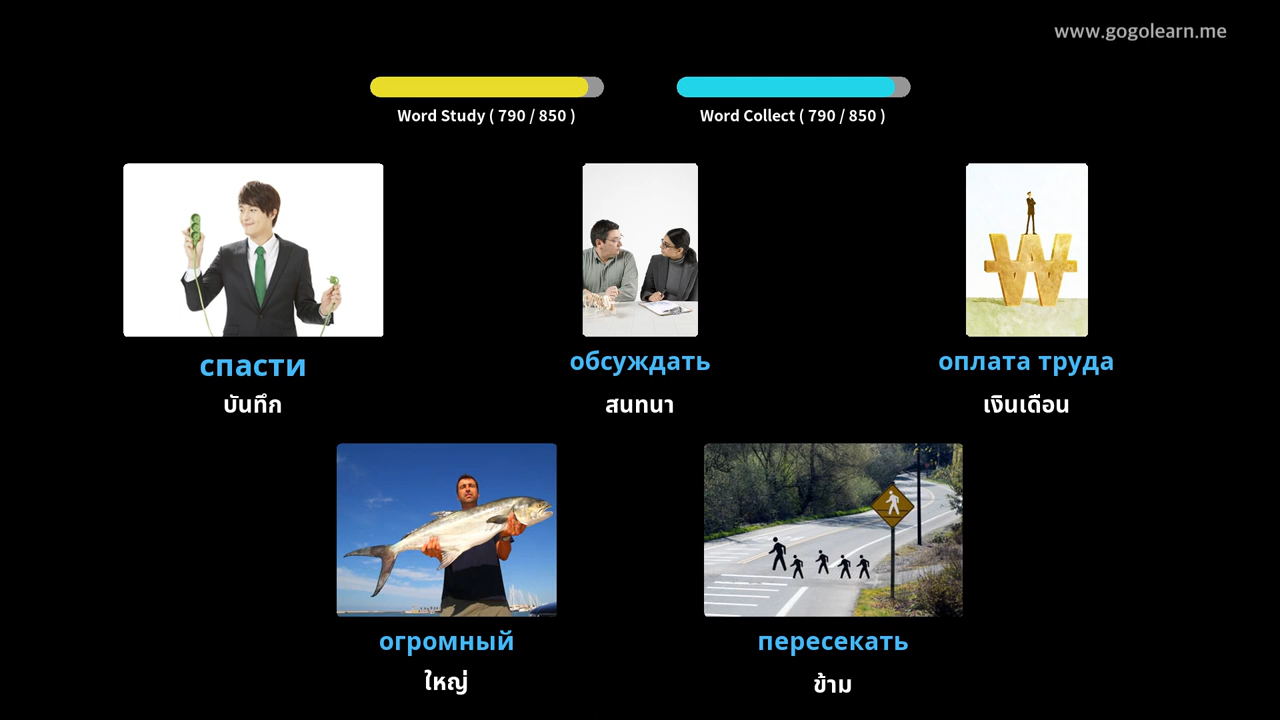 www.gogolearn.me
Word Study ( 790 / 850 )
Word Collect ( 790 / 850 )
спасти
обсуждать
оплата труда
บันทึก
สนทนา
เงินเดือน
огромный
пересекать
ใหญ่
ข้าม